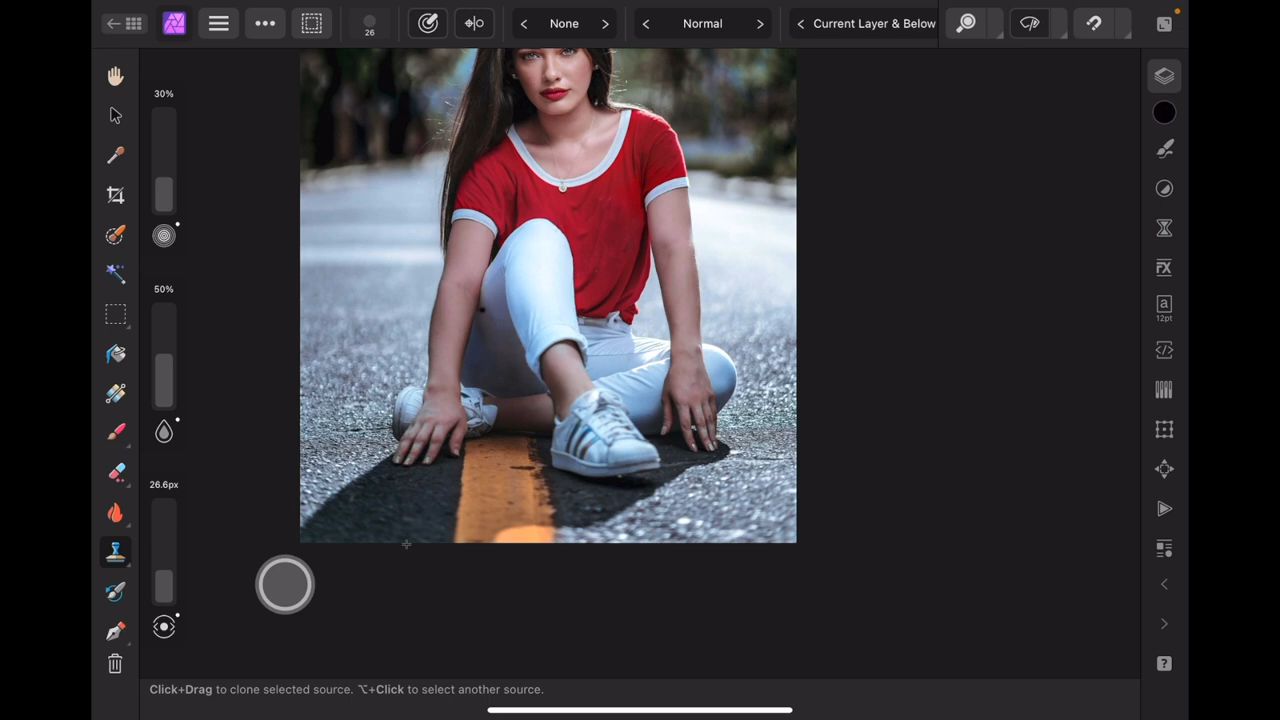 26
None
Normal
Current Layer & Below
30%
50%
26.6px
a
12pt
?
Click+Drag to clone selected source. ⌥+Click to select another source.